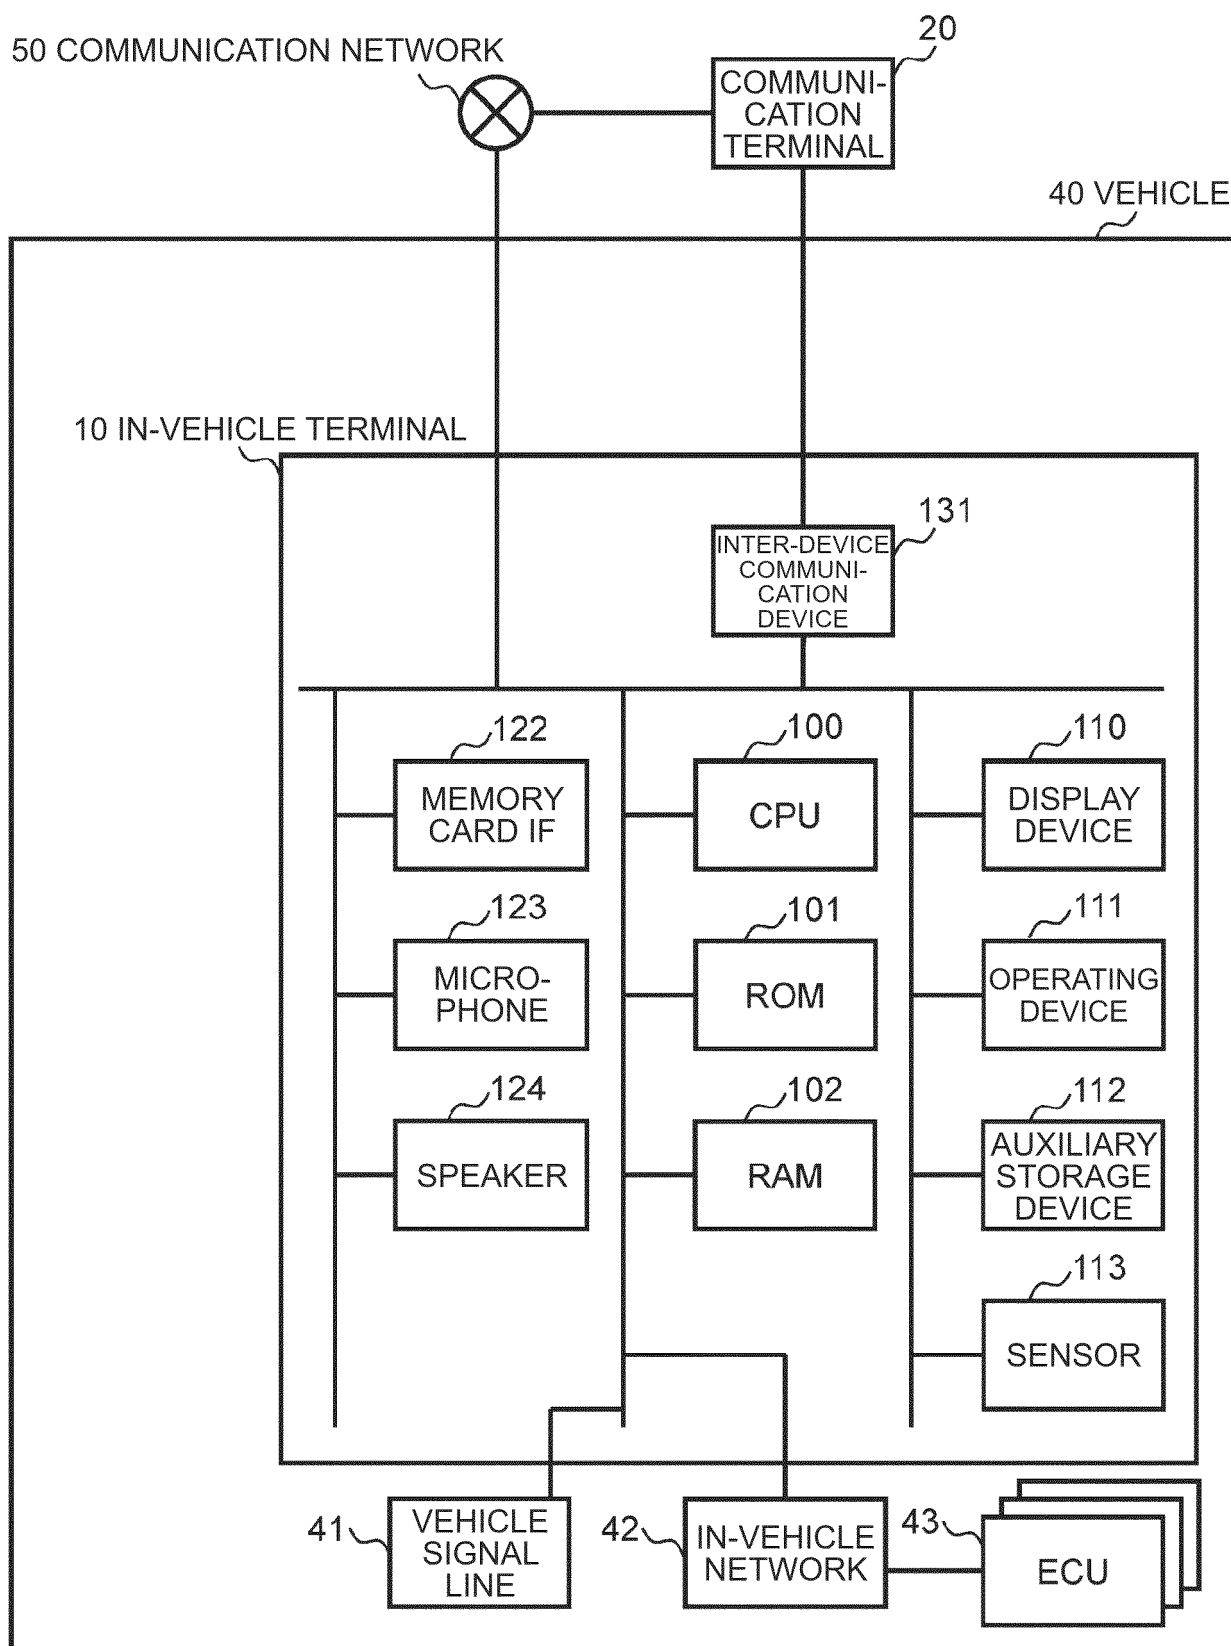 20
50 COMMUNICATION NETWORK
COMMUNI-
CATION
TERMINAL
40 VEHICLE
10 IN-VEHICLE TERMINAL
131
INTER-DEVICE
COMMUNI-
CATION
DEVICE
122
100
110
MEMORY
CARD IF
CPU
DISPLAY
DEVICE
123
101
111
MICRO-
PHONE
ROM
OPERATING
DEVICE
124
102
112
SPEAKER
RAM
AUXILIARY
STORAGE
DEVICE
113
SENSOR
41
VEHICLE
SIGNAL
LINE
42
IN-VEHICLE
NETWORK
43
ECU